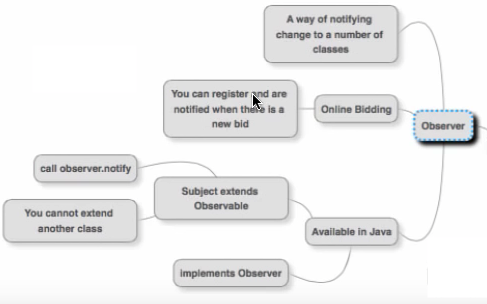 A way of notifying
change to a number of
classes
You can register and are
notified when there is a
new bid
Online Bidding
Observer
call observer.notify
Subject extends
Observable
You cannot extend
another class
Available in Java
implements Observer